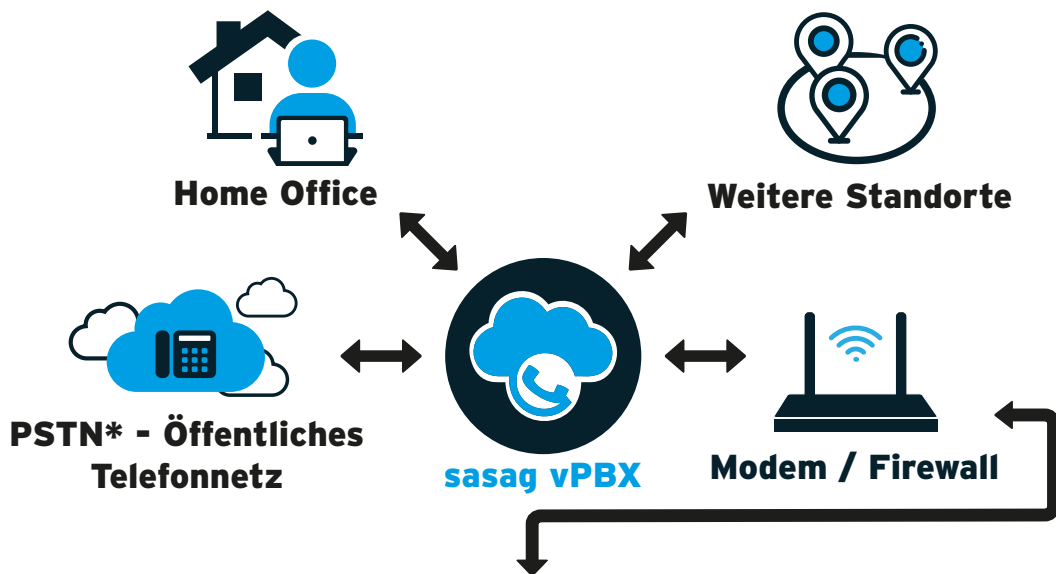 Home Office
Weitere Standorte
PSTN* - Öffentliches
Telefonnetz
sasag vPBX
Modem / Firewall